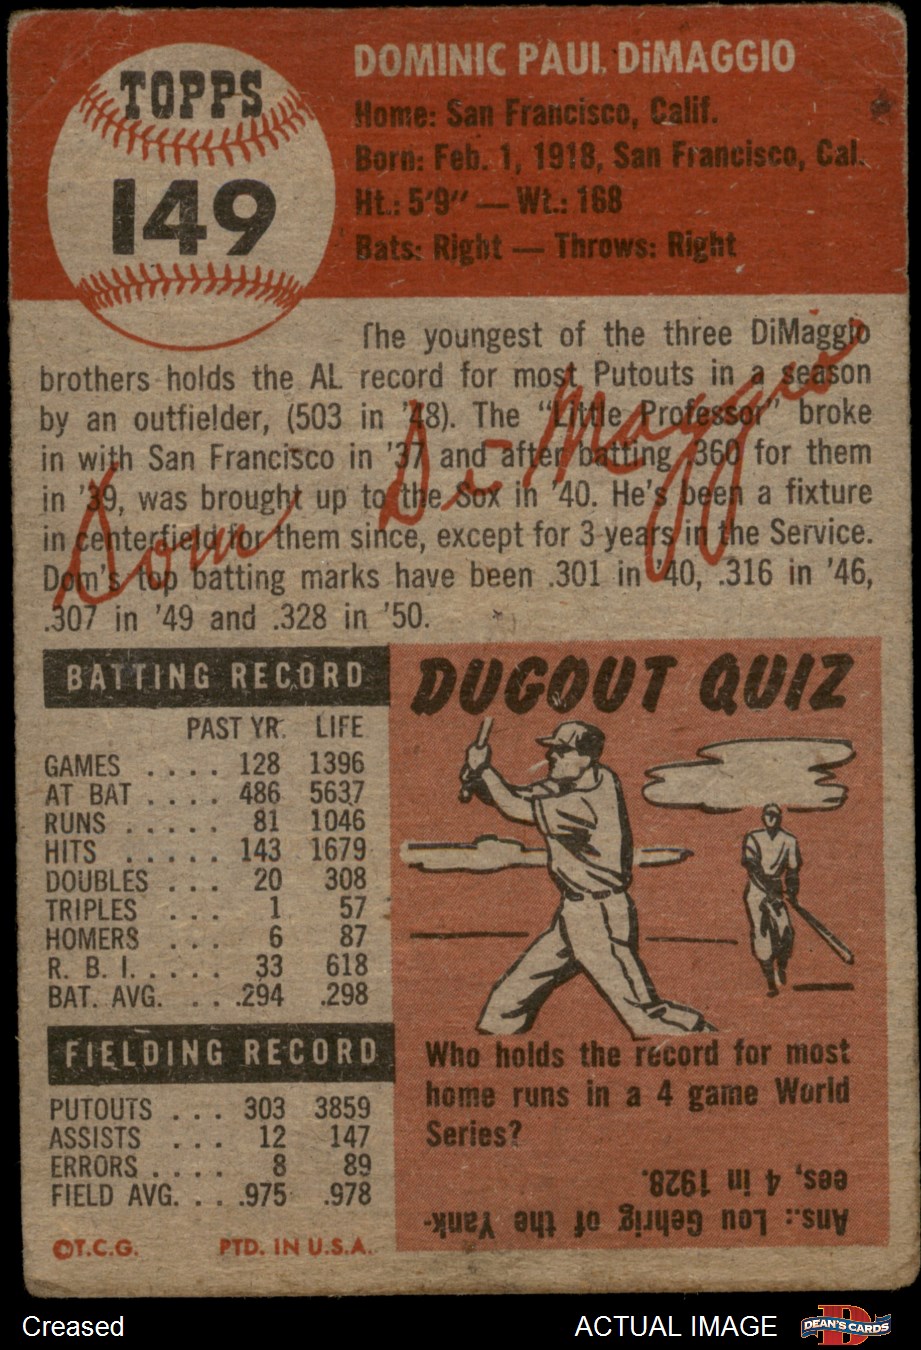 TOPPS
149
DOMINIC PAUL DiMAGGIO
Home: San Francisco, Calif.
Born: Feb. 1, 1918, San Francisco, Cal.
Ht.: 5'9" — Wt.: 168
Bats: Right — Throws: Right
The youngest of the three DiMaggio
brothers holds the AL record for most Putouts in a season
by an outfielder, (503 in '48). The "Little Professor" broke
in with San Francisco in '37 and after batting .360 for them
in '39, was brought up to the Sox in '40. He's been a fixture
in centerfield for them since, except for 3 years in the Service.
Dom's top batting marks have been .301 in '40, .316 in '46,
.307 in '49 and .328 in '50.
Dom DiMaggio
BATTING RECORD
PAST YR. LIFE
GAMES .... 128 1396
AT BAT .... 486 5637
RUNS ..... 81 1046
HITS ..... 143 1679
DOUBLES ... 20 308
TRIPLES ... 1 57
HOMERS ... 6 87
R. B. I. .... 33 618
BAT. AVG. ... .294 .298
FIELDING RECORD
PUTOUTS ... 303 3859
ASSISTS ... 12 147
ERRORS .... 8 89
FIELD AVG. ... .975 .978
©T.C.G. PTD. IN U.S.A.
DUGOUT QUIZ
Who holds the record for most
home runs in a 4 game World
Series?
Ans.: Lou Gehrig of the Yank-
ees, 4 in 1928.
Creased
ACTUAL IMAGE
DEAN'S CARDS